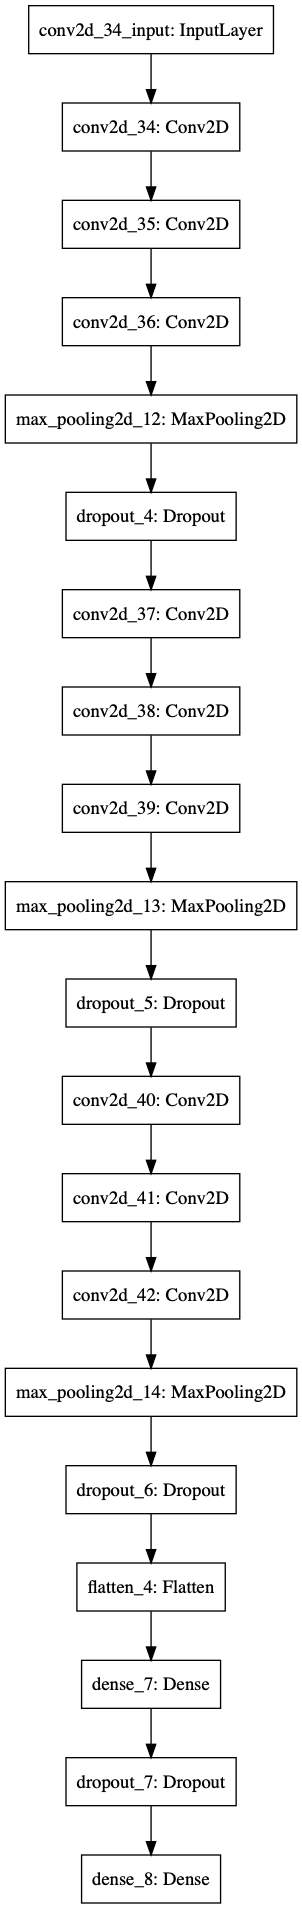 conv2d_34_input: InputLayer
conv2d_34: Conv2D
conv2d_35: Conv2D
conv2d_36: Conv2D
max_pooling2d_12: MaxPooling2D
dropout_4: Dropout
conv2d_37: Conv2D
conv2d_38: Conv2D
conv2d_39: Conv2D
max_pooling2d_13: MaxPooling2D
dropout_5: Dropout
conv2d_40: Conv2D
conv2d_41: Conv2D
conv2d_42: Conv2D
max_pooling2d_14: MaxPooling2D
dropout_6: Dropout
flatten_4: Flatten
dense_7: Dense
dropout_7: Dropout
dense_8: Dense